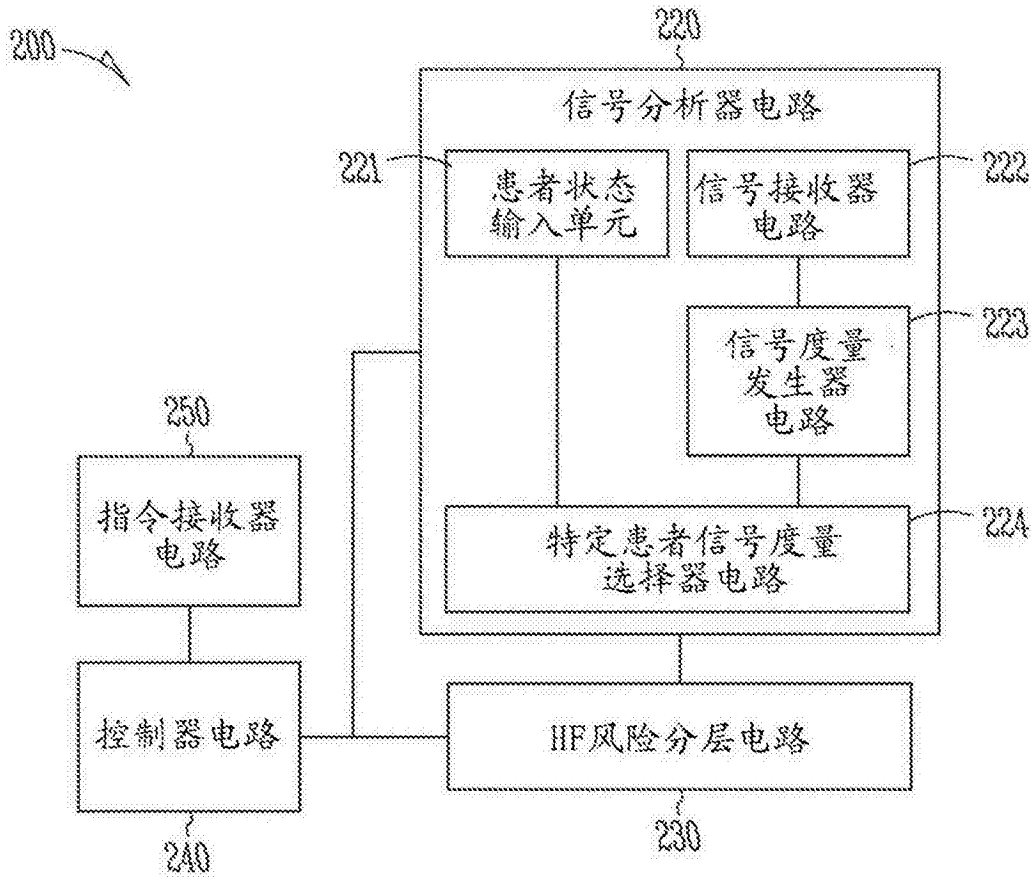 200
220
信号分析器电路
221
患者状态
输入单元
信号接收器
电路
222
信号度量
发生器
电路
223
250
指令接收器
电路
特定患者信号度量
选择器电路
224
控制器电路
HF风险分层电路
240
230